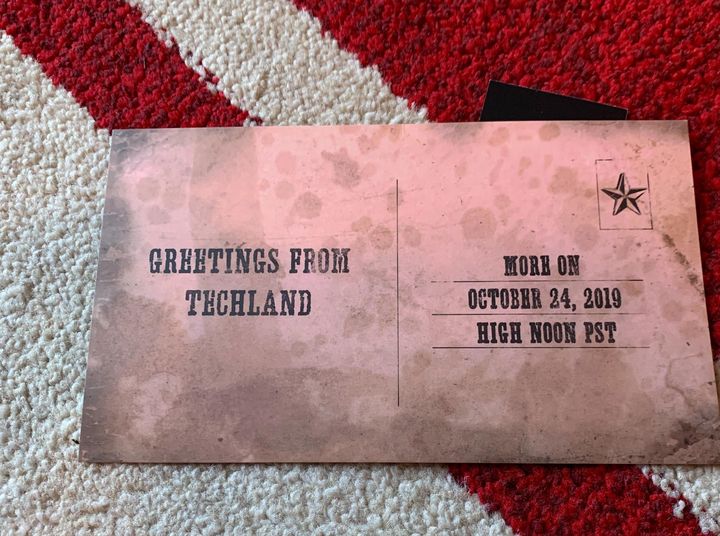 GREETINGS FROM
TECHLAND
MORE ON
OCTOBER 24, 2019
HIGH NOON PST